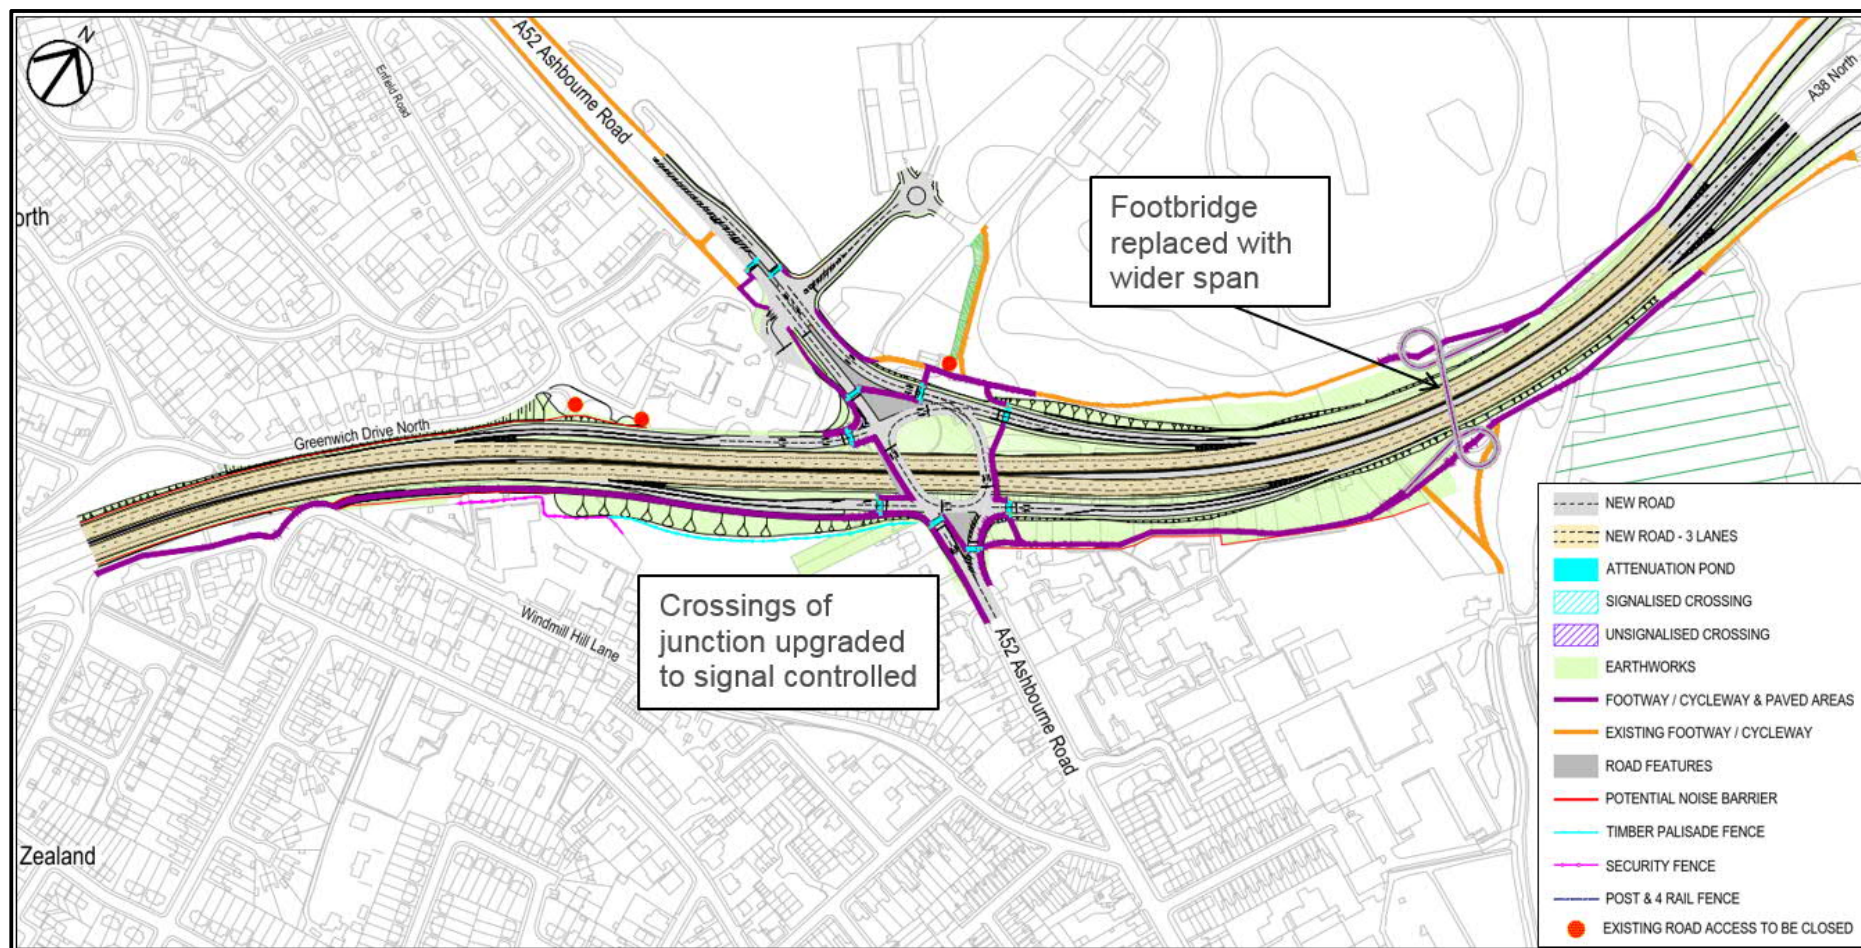 N
A52 Ashbourne Road
Enfield Road
A38 North
orth
Footbridge
replaced with
wider span
Greenwich Drive North
Crossings of
junction upgraded
to signal controlled
Windmill Hill Lane
A52 Ashbourne Road
Zealand
NEW ROAD
NEW ROAD - 3 LANES
ATTENUATION POND
SIGNALISED CROSSING
UNSIGNALISED CROSSING
EARTHWORKS
FOOTWAY / CYCLEWAY & PAVED AREAS
EXISTING FOOTWAY / CYCLEWAY
ROAD FEATURES
POTENTIAL NOISE BARRIER
TIMBER PALISADE FENCE
SECURITY FENCE
POST & 4 RAIL FENCE
EXISTING ROAD ACCESS TO BE CLOSED